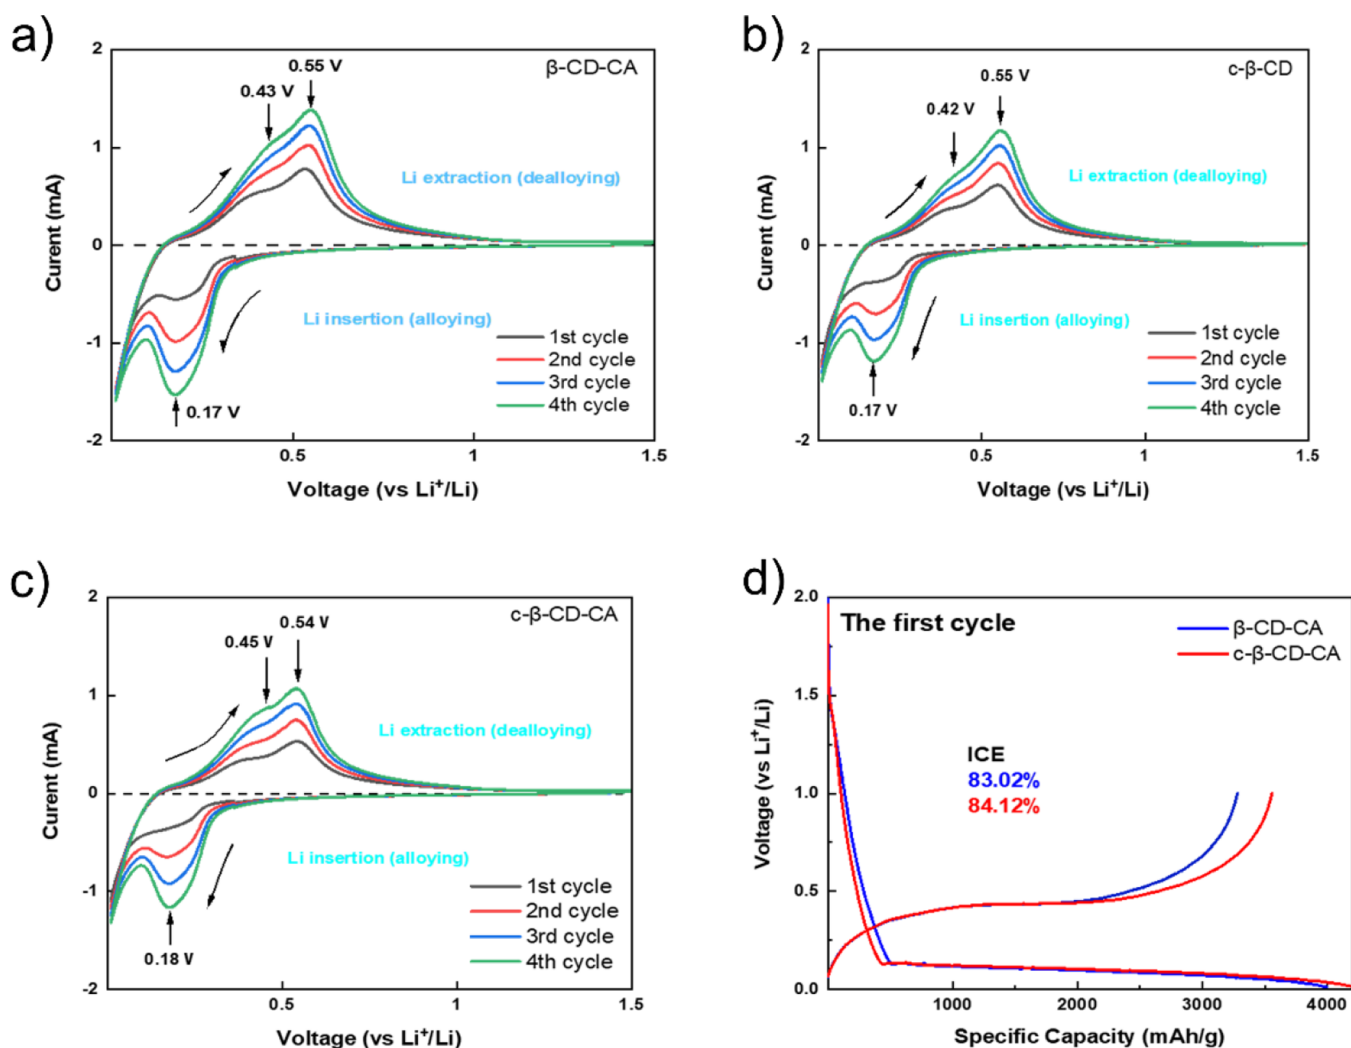 a)
β-CD-CA
0.55 V
0.43 V
Li extraction (dealloying)
Li insertion (alloying)
0.17 V
1st cycle
2nd cycle
3rd cycle
4th cycle
2
1
0
-1
-2
0.5
1
1.5
Curent (mA)
Voltage (vs Li⁺/Li)
b)
c-β-CD
0.55 V
0.42 V
Li extraction (dealloying)
Li insertion (alloying)
0.17 V
1st cycle
2nd cycle
3rd cycle
4th cycle
2
1
0
-1
-2
0.5
1
1.5
Curent (mA)
Voltage (vs Li⁺/Li)
c)
c-β-CD-CA
0.54 V
0.45 V
Li extraction (dealloying)
Li insertion (alloying)
0.18 V
1st cycle
2nd cycle
3rd cycle
4th cycle
2
1
0
-1
-2
0.5
1
1.5
Curent (mA)
Voltage (vs Li⁺/Li)
d)
The first cycle
β-CD-CA
c-β-CD-CA
ICE
83.02%
84.12%
2.0
1.5
1.0
0.5
0.0
1000
2000
3000
4000
Voltage (vs Li⁺/Li)
Specific Capacity (mAh/g)